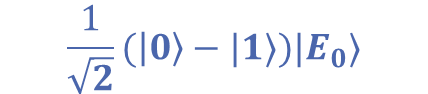 1/√2 (|0⟩ − |1⟩)|E₀⟩